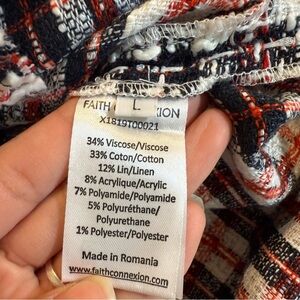 FAITH L ION
X1819T00021
34% Viscose/Viscose
33% Coton/Cotton
12% Lin/Linen
8% Acrylique/Acrylic
7% Polyamide/Polyamide
5% Polyuréthane/
Polyurethane
1% Polyester/Polyester
Made in Romania
www.faithconnexion.com